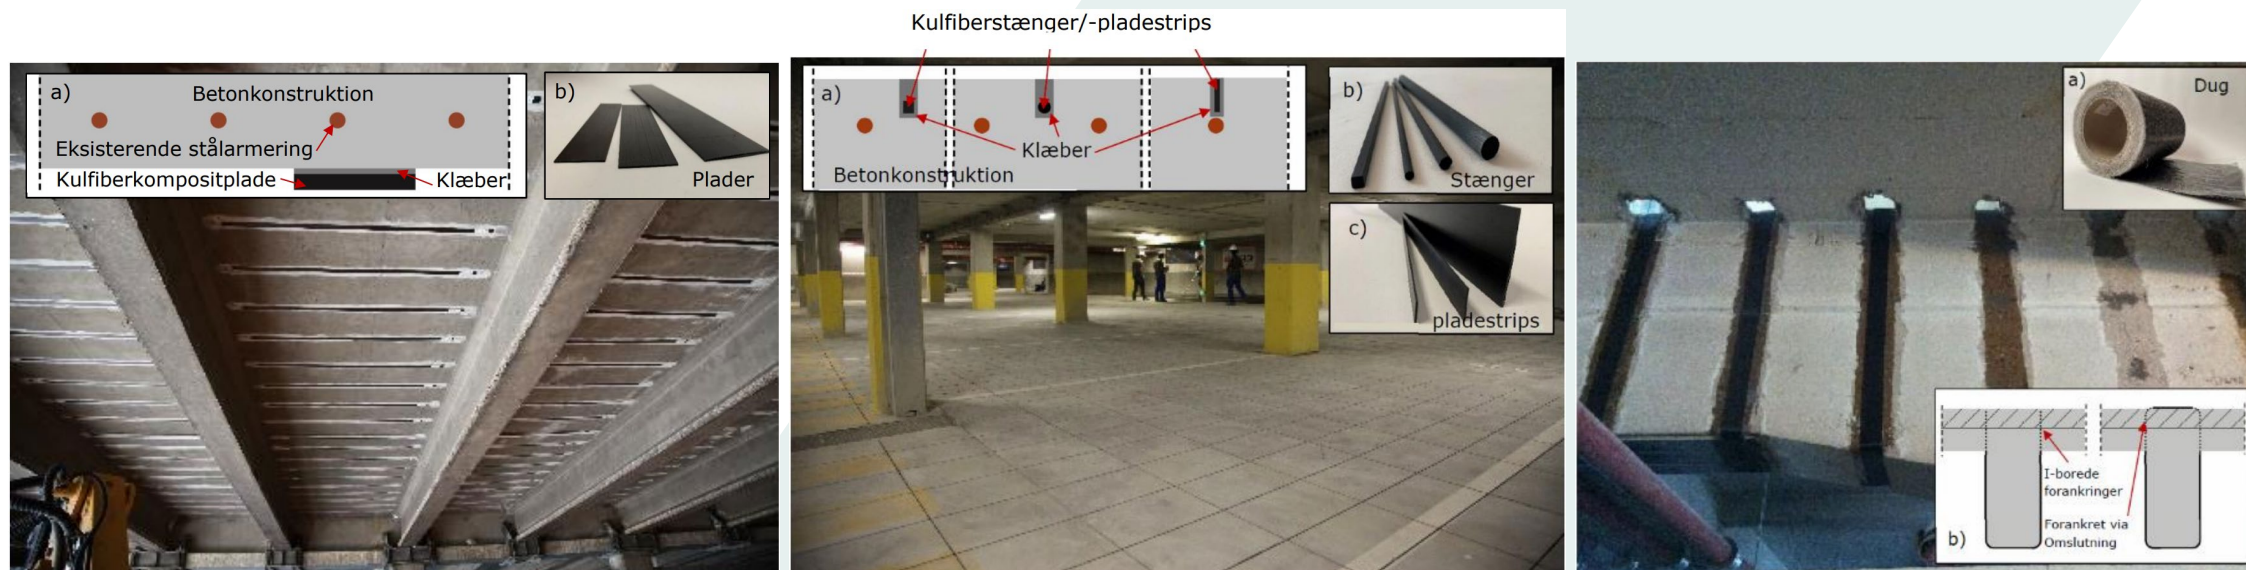 Kulfiberstænger/-pladestrips
a)
Betonkonstruktion
Eksisterende stålarmering
Kulfiberkompositplade
Klæber
b)
Plader
a)
Klæber
Betonkonstruktion
b)
Stænger
c)
pladestrips
a)
Dug
I-borede
forankringer
Forankret via
Omslutning
b)